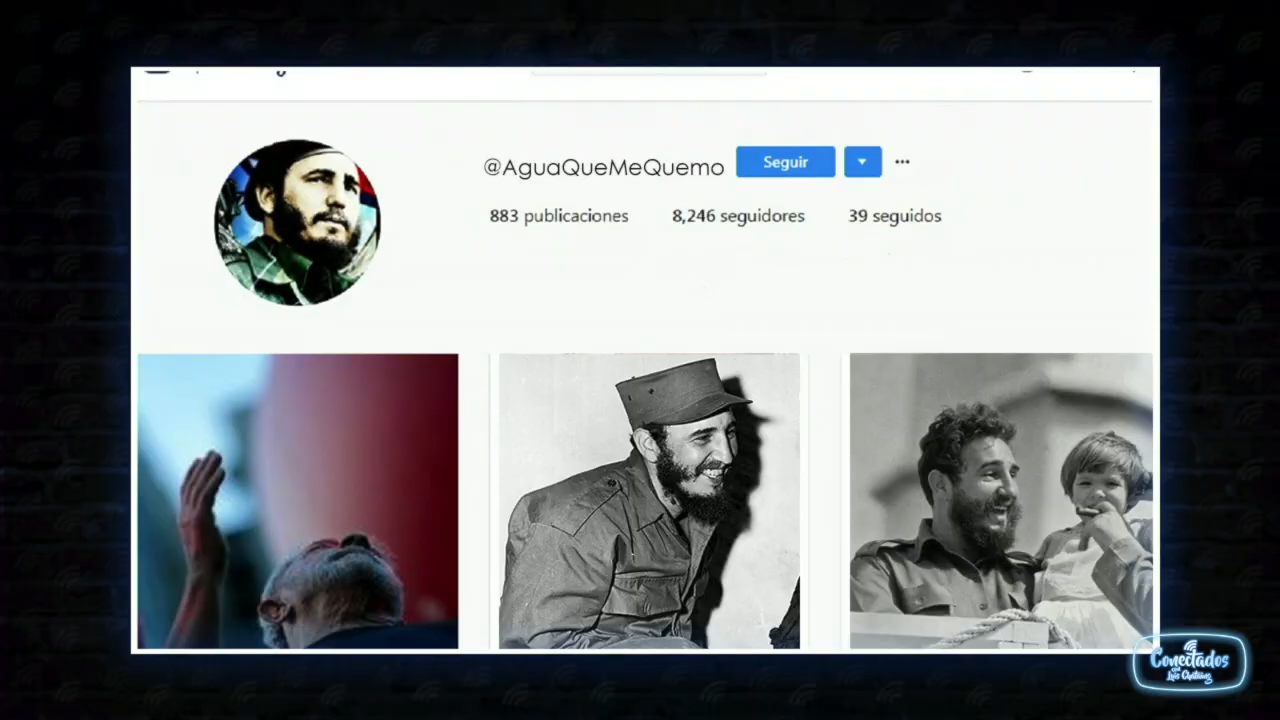 @AguaQueMeQuemo Seguir
883 publicaciones 8,246 seguidores 39 seguidos
Conectados